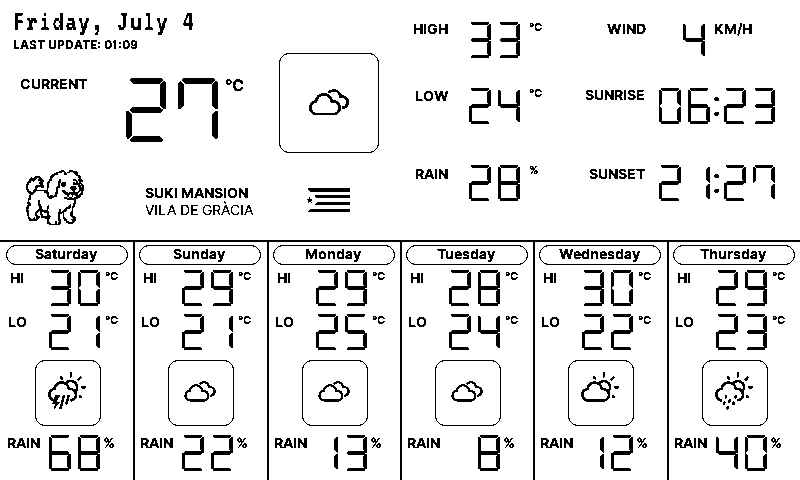 Friday, July 4
LAST UPDATE: 01:09
CURRENT 27 °C
HIGH 33 °C
WIND 4 KM/H
LOW 24 °C
SUNRISE 06:23
RAIN 28 %
SUNSET 21:27
SUKI MANSION
VILA DE GRÀCIA
Saturday
HI 30 °C
LO 21 °C
RAIN 68 %
Sunday
HI 29 °C
LO 21 °C
RAIN 22 %
Monday
HI 29 °C
LO 25 °C
RAIN 13 %
Tuesday
HI 28 °C
LO 24 °C
RAIN 8 %
Wednesday
HI 30 °C
LO 22 °C
RAIN 12 %
Thursday
HI 29 °C
LO 23 °C
RAIN 40 %